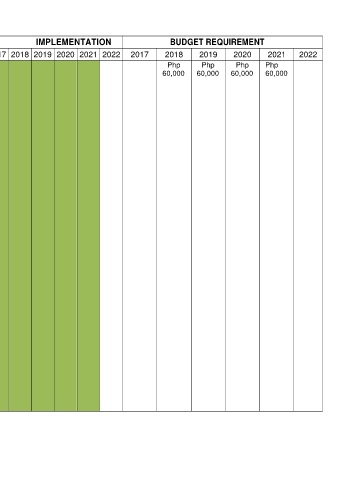 IMPLEMENTATION BUDGET REQUIREMENT
17 2018 2019 2020 2021 2022 2017 2018 2019 2020 2021 2022
Php Php Php Php
60,000 60,000 60,000 60,000